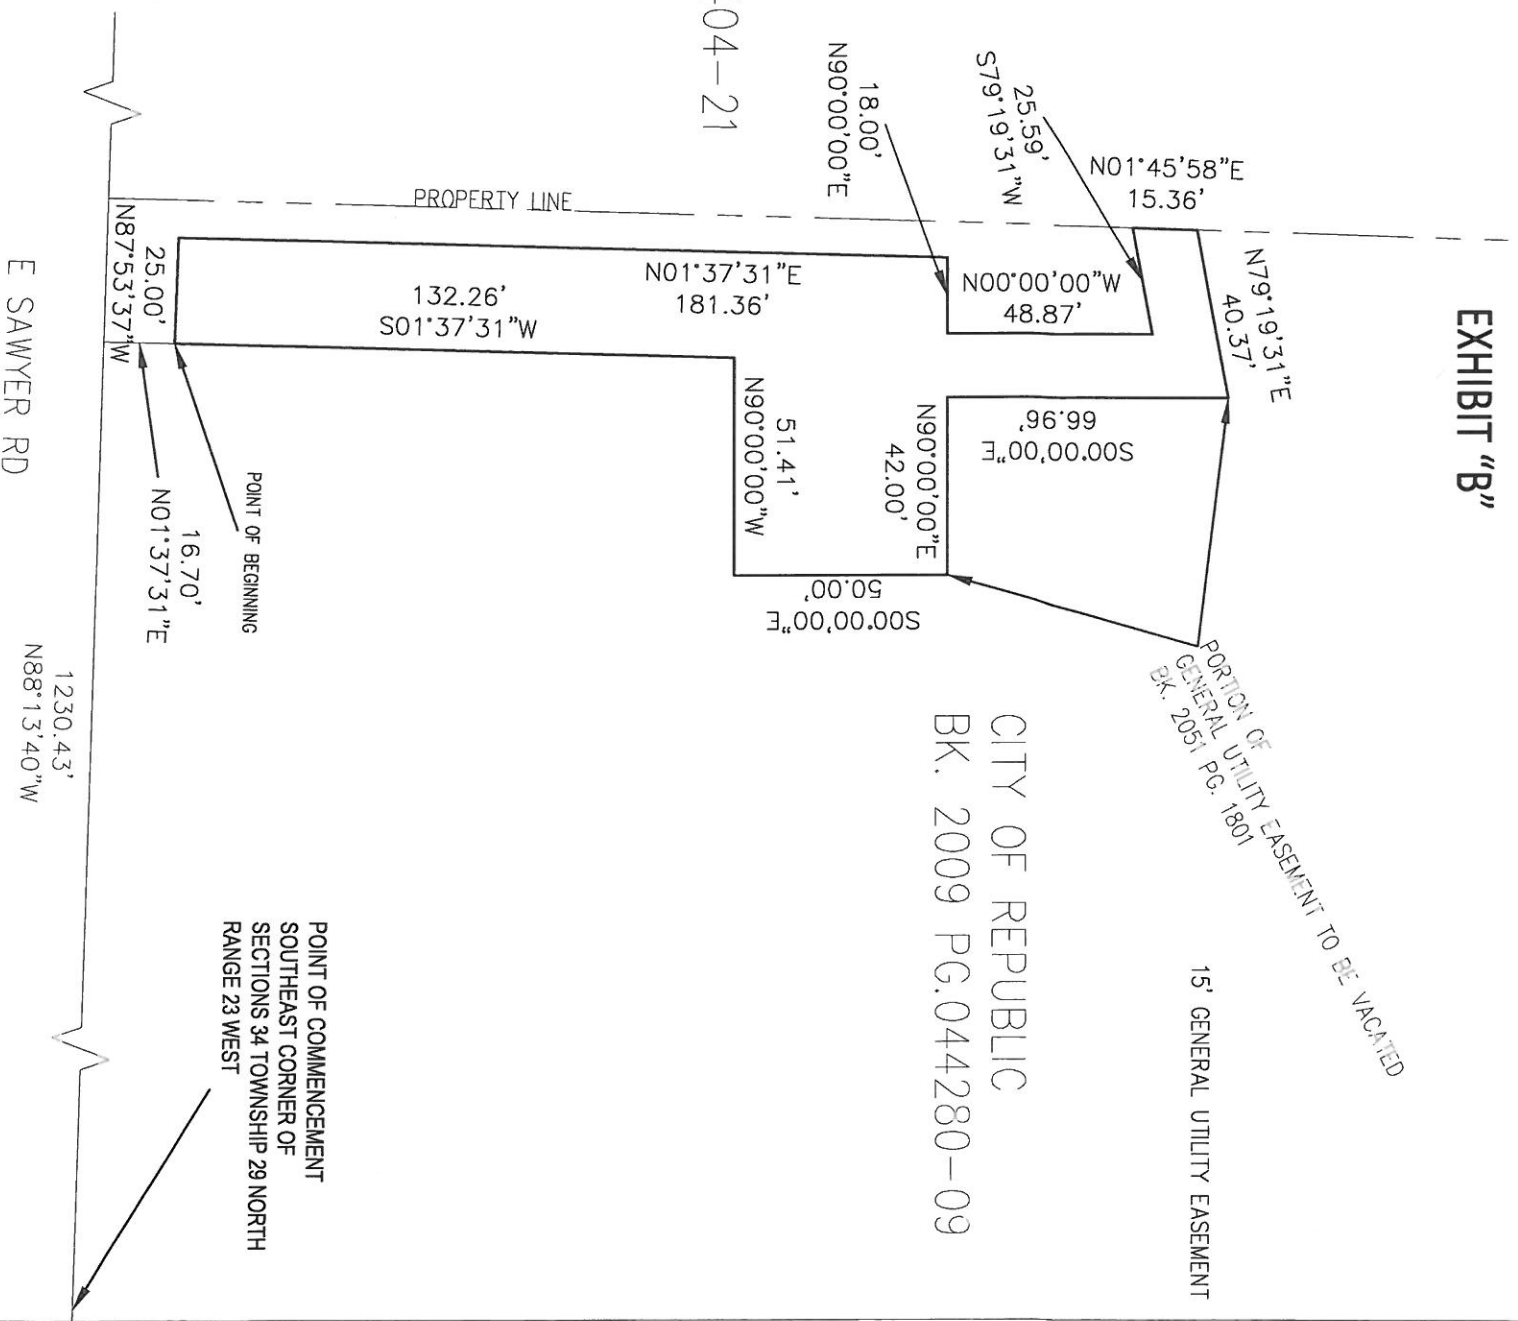 EXHIBIT "B"
N79°19'31"E
40.37'
N01°45'58"E
15.36'
25.59'
S79°19'31"W
18.00'
N90°00'00"E
N00°00'00"W
48.87'
66.96'
S00°00'00"E
N90°00'00"E
42.00'
50.00'
S00°00'00"E
51.41'
N90°00'00"W
N01°37'31"E
181.36'
132.26'
S01°37'31"W
PROPERTY LINE
25.00'
N87°53'37"W
16.70'
N01°37'31"E
POINT OF BEGINNING
PORTION OF
GENERAL UTILITY EASEMENT TO BE VACATED
BK. 2051 PG. 1801
15' GENERAL UTILITY EASEMENT
CITY OF REPUBLIC
BK. 2009 PG.044280-09
04-21
POINT OF COMMENCEMENT
SOUTHEAST CORNER OF
SECTIONS 34 TOWNSHIP 29 NORTH
RANGE 23 WEST
1230.43'
N88°13'40"W
E SAWYER RD